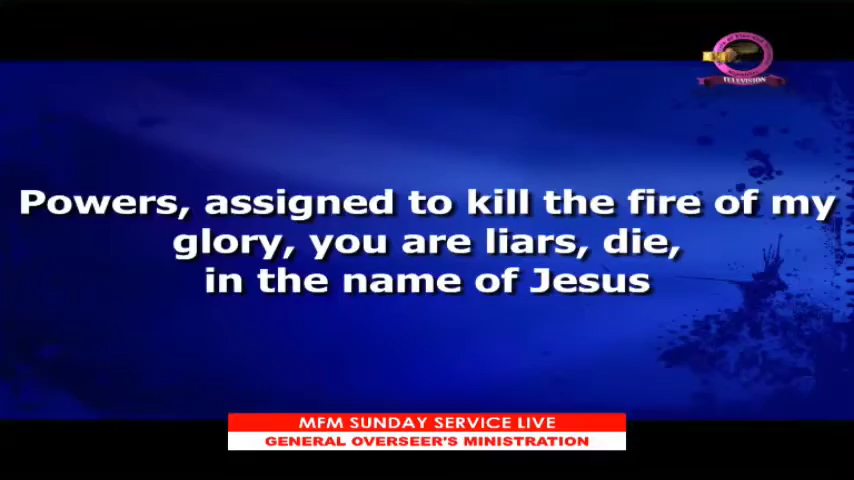 TELEVISION
Powers, assigned to kill the fire of my
glory, you are liars, die,
in the name of Jesus
MFM SUNDAY SERVICE LIVE
GENERAL OVERSEER'S MINISTRATION